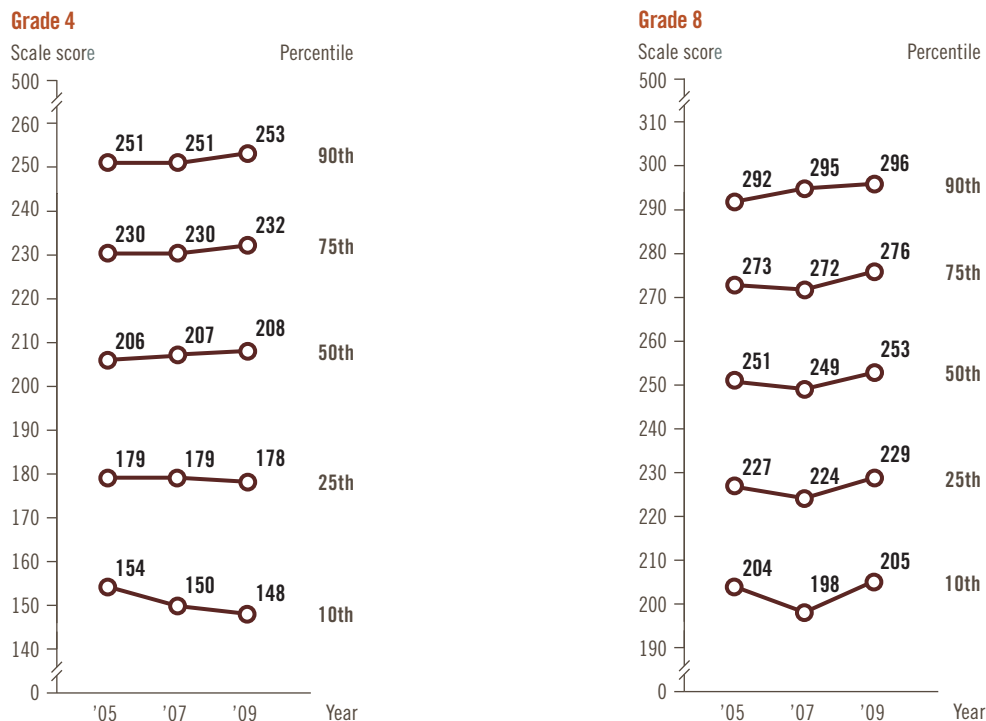 Grade 4
Scale score Percentile
500
260
250
240
230
220
210
200
190
180
170
160
150
140
0
251 251 253 90th
230 230 232 75th
206 207 208 50th
179 179 178 25th
154 150 148 10th
’05 ’07 ’09 Year
Grade 8
Scale score Percentile
500
310
300
290
280
270
260
250
240
230
220
210
200
190
0
292 295 296 90th
273 272 276 75th
251 249 253 50th
227 224 229 25th
204 198 205 10th
’05 ’07 ’09 Year